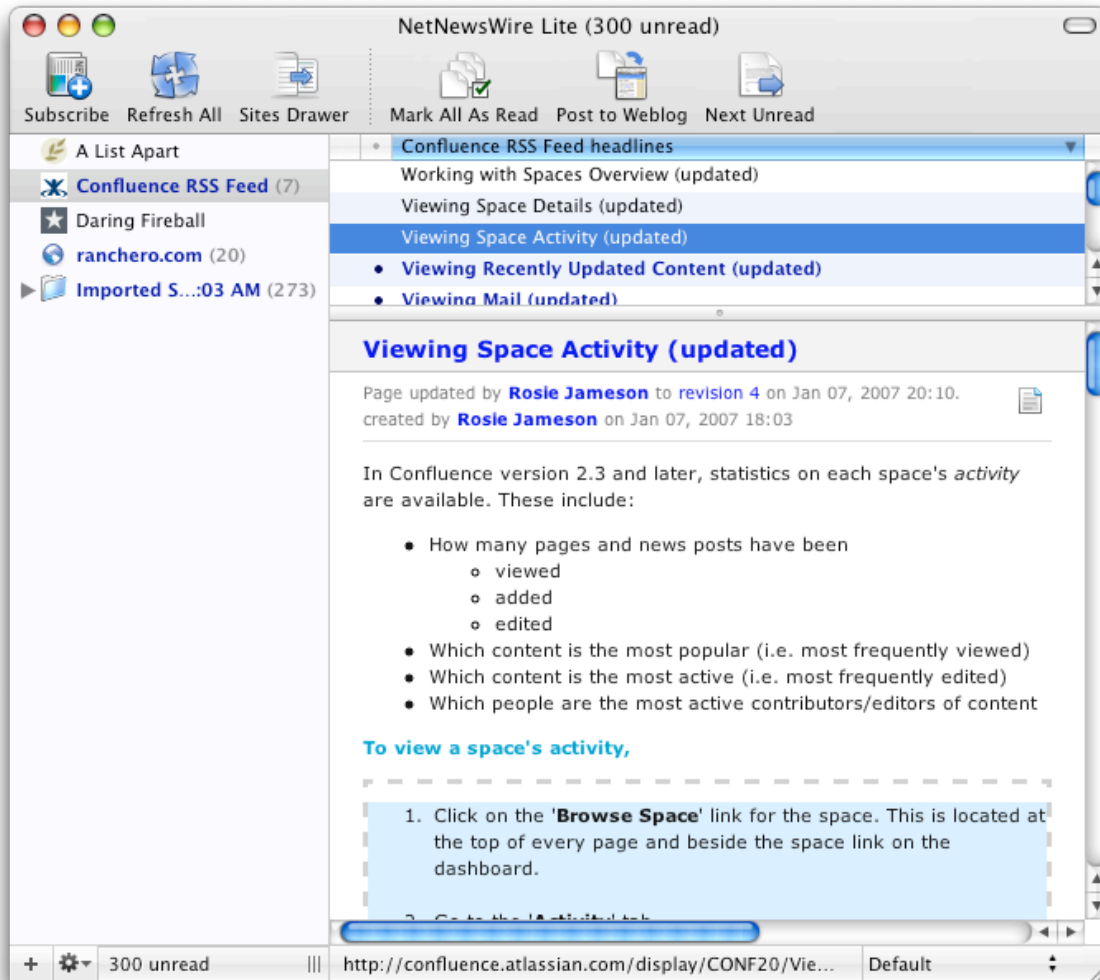 NetNewsWire Lite (300 unread)
Subscribe Refresh All Sites Drawer Mark All As Read Post to Weblog Next Unread
A List Apart
Confluence RSS Feed (7)
Daring Fireball
ranchero.com (20)
Imported S...:03 AM (273)
Confluence RSS Feed headlines
Working with Spaces Overview (updated)
Viewing Space Details (updated)
Viewing Space Activity (updated)
Viewing Recently Updated Content (updated)
Viewing Mail (updated)
Viewing Space Activity (updated)
Page updated by Rosie Jameson to revision 4 on Jan 07, 2007 20:10.
created by Rosie Jameson on Jan 07, 2007 18:03
In Confluence version 2.3 and later, statistics on each space's activity
are available. These include:
• How many pages and news posts have been
◦ viewed
◦ added
◦ edited
• Which content is the most popular (i.e. most frequently viewed)
• Which content is the most active (i.e. most frequently edited)
• Which people are the most active contributors/editors of content
To view a space's activity,
1. Click on the 'Browse Space' link for the space. This is located at
the top of every page and beside the space link on the
dashboard.
2. Go to the 'Activity' tab
300 unread
http://confluence.atlassian.com/display/CONF20/Vie...
Default